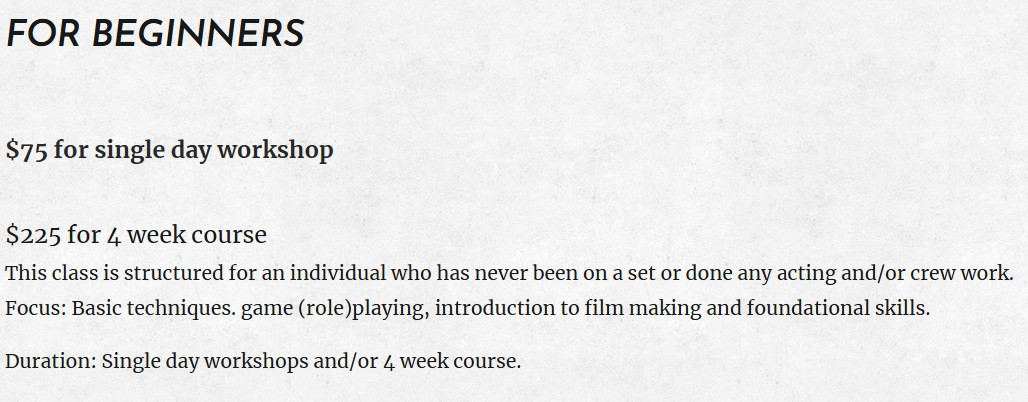 FOR BEGINNERS
$75 for single day workshop
$225 for 4 week course
This class is structured for an individual who has never been on a set or done any acting and/or crew work.
Focus: Basic techniques. game (role)playing, introduction to film making and foundational skills.
Duration: Single day workshops and/or 4 week course.